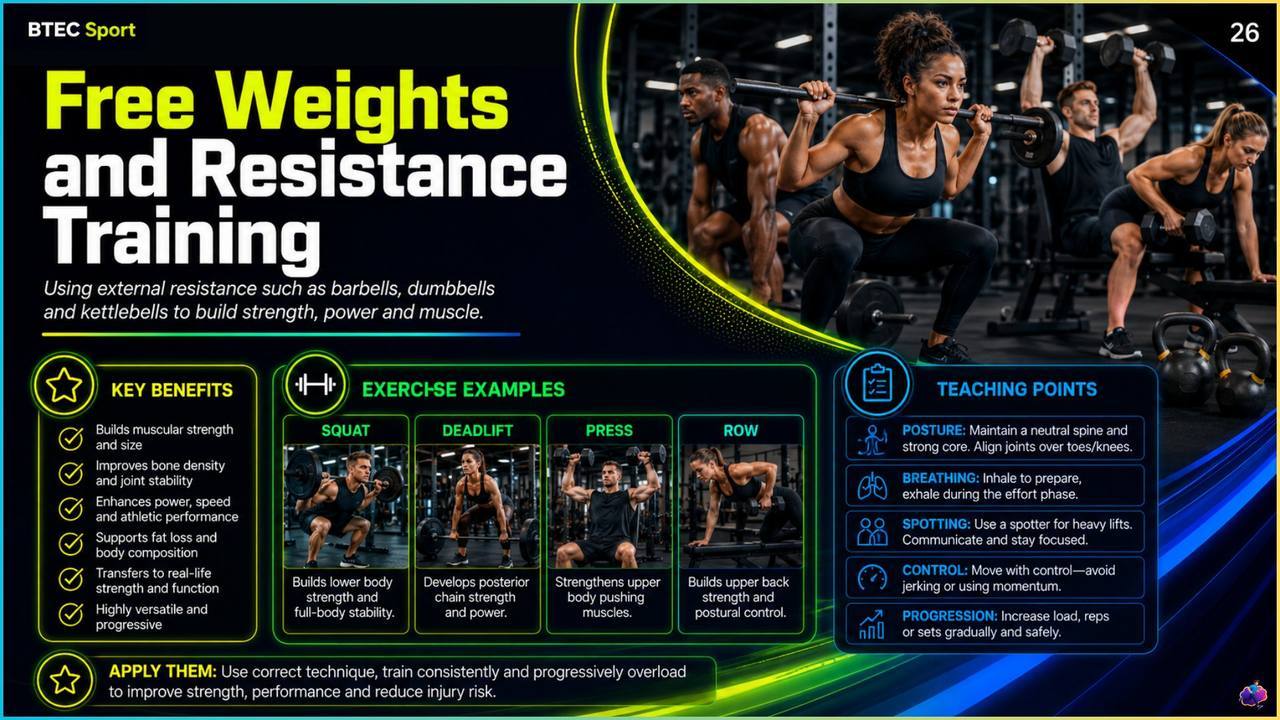 BTEC Sport
26
Free Weights
and Resistance
Training
Using external resistance such as barbells, dumbbells
and kettlebells to build strength, power and muscle.
KEY BENEFITS
Builds muscular strength
and size
Improves bone density
and joint stability
Enhances power, speed
and athletic performance
Supports fat loss and
body composition
Transfers to real-life
strength and function
Highly versatile and
progressive
EXERCI-SE EXAMPLES
SQUAT
Builds lower body
strength and
full-body stability.
DEADLIFT
Develops posterior
chain strength
and power.
PRESS
Strengthens upper
body pushing
muscles.
ROW
Builds upper back
strength and
postural control.
TEACHING POINTS
POSTURE: Maintain a neutral spine and
strong core. Align joints over toes/knees.
BREATHING: Inhale to prepare,
exhale during the effort phase.
SPOTTING: Use a spotter for heavy lifts.
Communicate and stay focused.
CONTROL: Move with control—avoid
jerking or using momentum.
PROGRESSION: Increase load, reps
or sets gradually and safely.
APPLY THEM: Use correct technique, train consistently and progressively overload
to improve strength, performance and reduce injury risk.